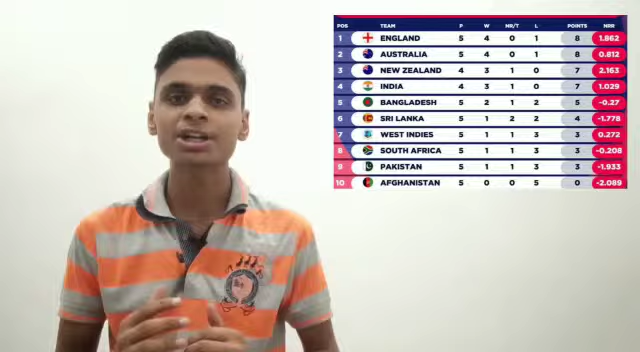 POS TEAM P W NR/T L POINTS NRR
1 ENGLAND 5 4 0 1 8 1.862
2 AUSTRALIA 5 4 0 1 8 0.812
3 NEW ZEALAND 4 3 1 0 7 2.163
4 INDIA 4 3 1 0 7 1.029
5 BANGLADESH 5 2 1 2 5 -0.27
6 SRI LANKA 5 1 2 2 4 -1.778
7 WEST INDIES 5 1 1 3 3 0.272
8 SOUTH AFRICA 5 1 1 3 3 -0.208
9 PAKISTAN 5 1 1 3 3 -1.933
10 AFGHANISTAN 5 0 0 5 0 -2.089